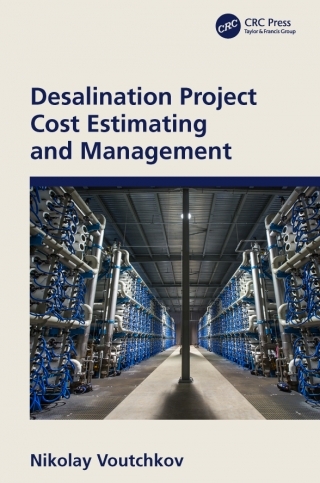 CRC
CRC Press
Taylor & Francis Group
Desalination Project
Cost Estimating
and Management
Nikolay Voutchkov